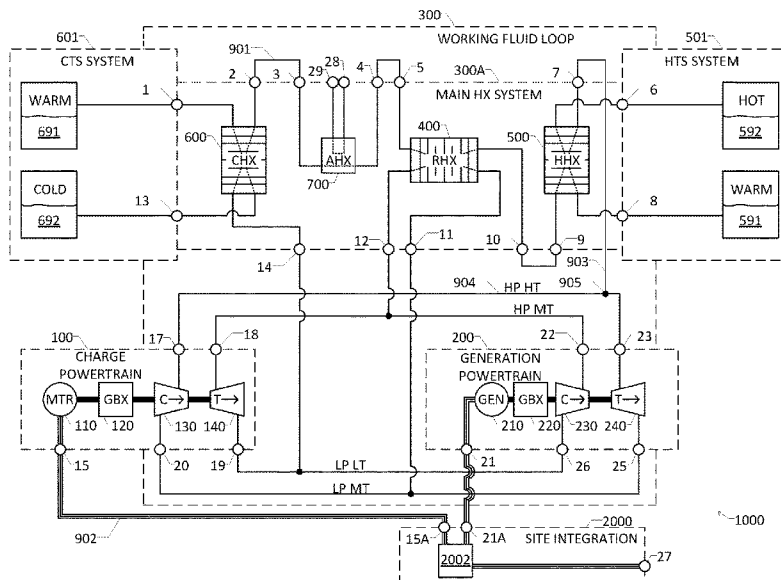 300
601
501
WORKING FLUID LOOP
CTS SYSTEM
901
HTS SYSTEM
2 3 29 28 4 5 300A 7
MAIN HX SYSTEM
WARM
691
1
6
HOT
592
600
CHX
AHX
700
400
RHX
500
HHX
COLD
692
13
8
WARM
591
14
12
11
10
9
903
904
HP HT
905
HP MT
100
17
18
22
200
23
CHARGE
POWERTRAIN
GENERATION
POWERTRAIN
MTR
GBX
C→
T→
GEN
GBX
C→
T→
110
120
130
140
210
220
230
240
15
20
19
21
26
25
LP LT
LP MT
902
1000
15A
21A
2000
SITE INTEGRATION
2002
27